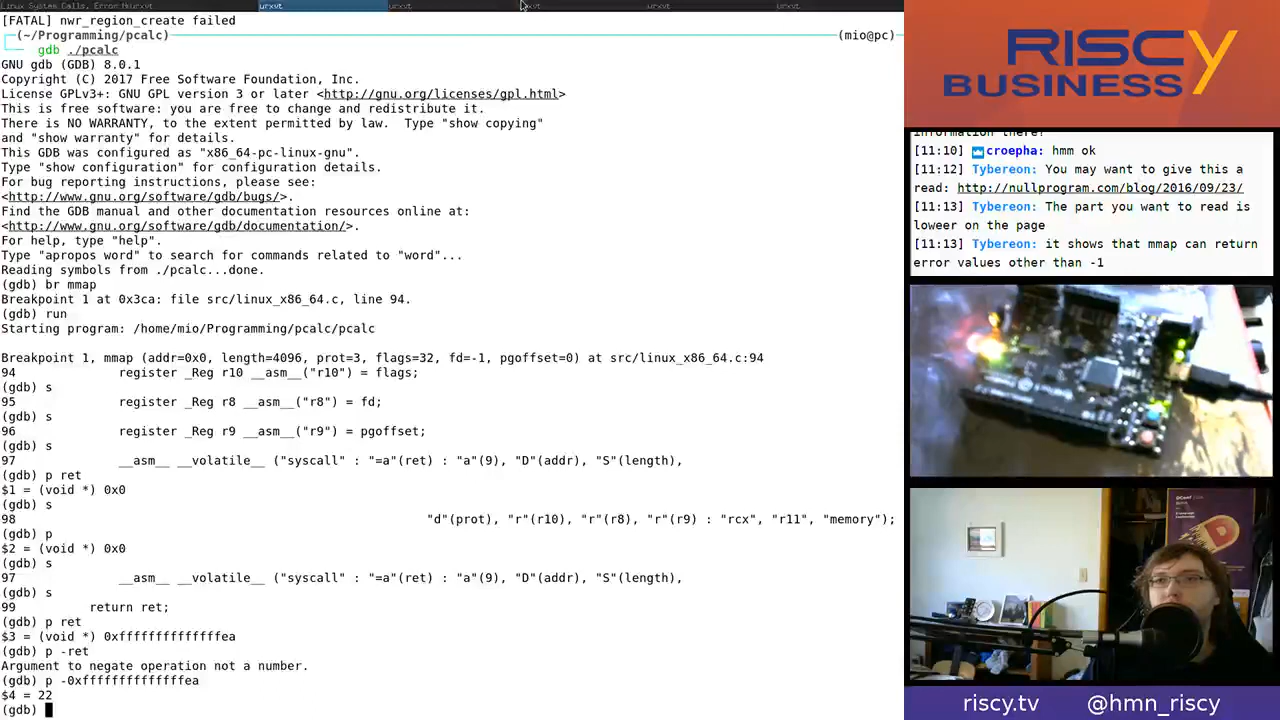 Linux System Calls, Error N urxvt
urxvt
urxvt
urxvt
urxvt
urxvt
[FATAL] nwr_region_create failed
(~/Programming/pcalc) (mio@pc)
gdb ./pcalc
GNU gdb (GDB) 8.0.1
Copyright (C) 2017 Free Software Foundation, Inc.
License GPLv3+: GNU GPL version 3 or later <http://gnu.org/licenses/gpl.html>
This is free software: you are free to change and redistribute it.
There is NO WARRANTY, to the extent permitted by law.  Type "show copying"
and "show warranty" for details.
This GDB was configured as "x86_64-pc-linux-gnu".
Type "show configuration" for configuration details.
For bug reporting instructions, please see:
<http://www.gnu.org/software/gdb/bugs/>.
Find the GDB manual and other documentation resources online at:
<http://www.gnu.org/software/gdb/documentation/>.
For help, type "help".
Type "apropos word" to search for commands related to "word"...
Reading symbols from ./pcalc...done.
(gdb) br mmap
Breakpoint 1 at 0x3ca: file src/linux_x86_64.c, line 94.
(gdb) run
Starting program: /home/mio/Programming/pcalc/pcalc
Breakpoint 1, mmap (addr=0x0, length=4096, prot=3, flags=32, fd=-1, pgoffset=0) at src/linux_x86_64.c:94
94 register _Reg r10 __asm__("r10") = flags;
(gdb) s
95 register _Reg r8 __asm__("r8") = fd;
(gdb) s
96 register _Reg r9 __asm__("r9") = pgoffset;
(gdb) s
97 __asm__ __volatile__ ("syscall" : "=a"(ret) : "a"(9), "D"(addr), "S"(length),
(gdb) p ret
$1 = (void *) 0x0
(gdb) s
98 "d"(prot), "r"(r10), "r"(r8), "r"(r9) : "rcx", "r11", "memory");
(gdb) p
$2 = (void *) 0x0
(gdb) s
97 __asm__ __volatile__ ("syscall" : "=a"(ret) : "a"(9), "D"(addr), "S"(length),
(gdb) s
99 return ret;
(gdb) p ret
$3 = (void *) 0xffffffffffffffea
(gdb) p -ret
Argument to negate operation not a number.
(gdb) p -0xffffffffffffffea
$4 = 22
(gdb)
RISCY
BUSINESS
information there?
[11:10] croepha: hmm ok
[11:12] Tybereon: You may want to give this a
read: http://nullprogram.com/blog/2016/09/23/
[11:13] Tybereon: The part you want to read is
loweer on the page
[11:13] Tybereon: it shows that mmap can return
error values other than -1
riscy.tv @hmn_riscy